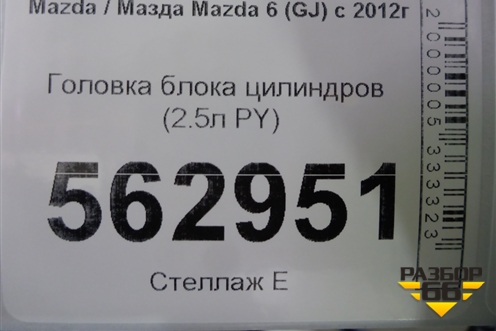 Mazda / Мазда Mazda 6 (GJ) с 2012г
Головка блока цилиндров
(2.5л PY)
562951
Стеллаж Е
2000005333323
РАЗБОР
66